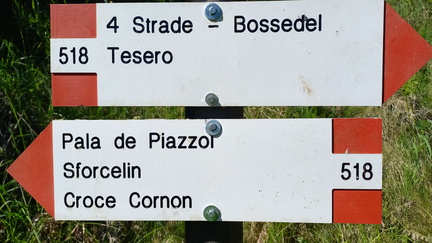 4 Strade - Bossedel
518 Tesero
Pala de Piazzol
Sforcelin 518
Croce Cornon